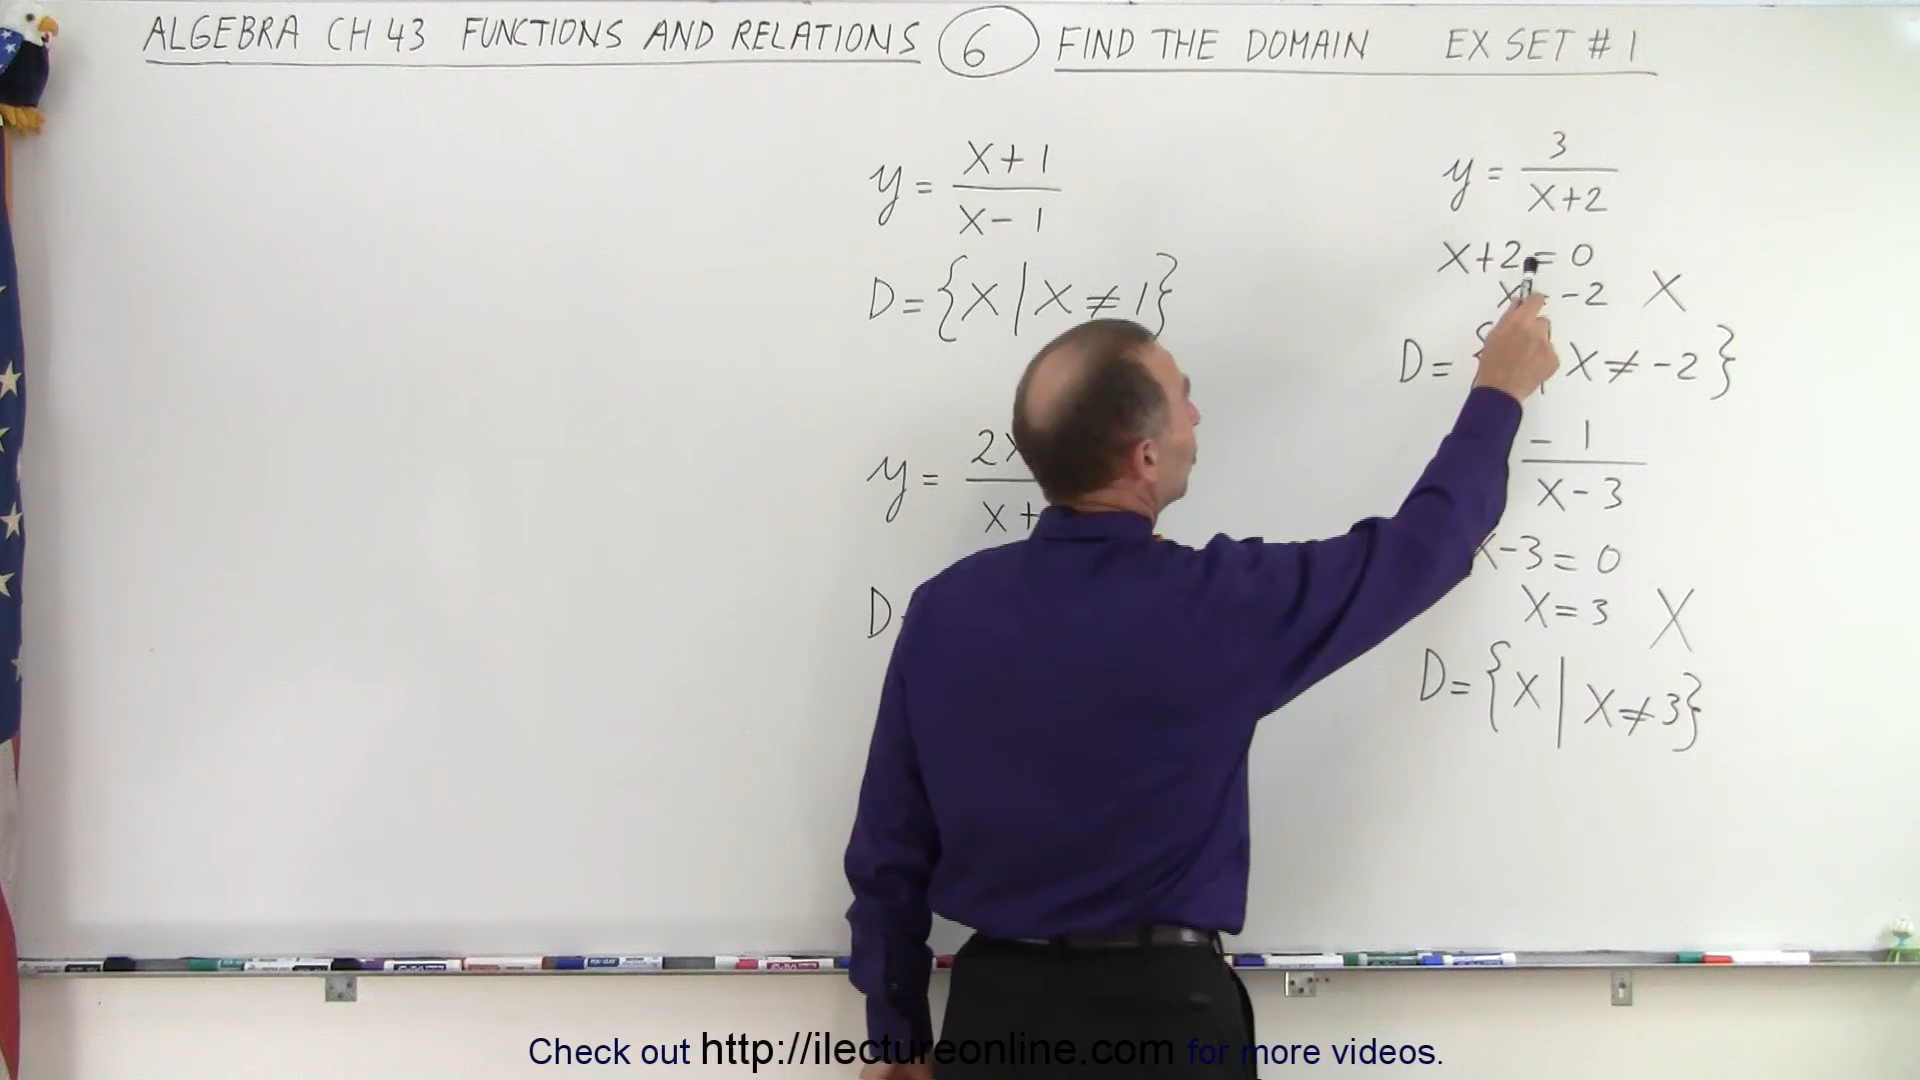 ALGEBRA CH 43 FUNCTIONS AND RELATIONS 6 FIND THE DOMAIN EX SET #1
y = X+1 / X-1
D = {X | X ≠ 1}
y = 2X
X +
D
y = 3 / X+2
X+2 = 0
X = -2 X
D = { | X ≠ -2}
-1 / X-3
X-3 = 0
X = 3 X
D = {X | X ≠ 3}
Check out http://ilectureonline.com for more videos.